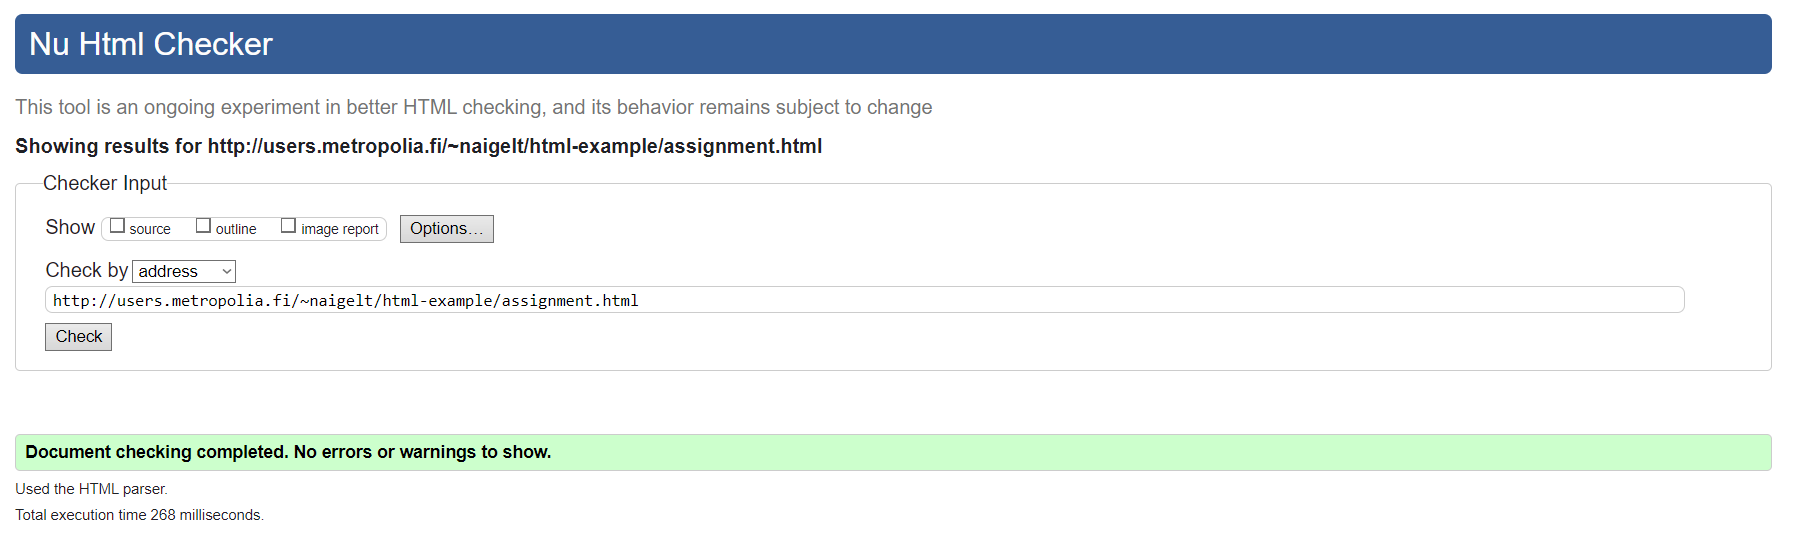 Nu Html Checker
This tool is an ongoing experiment in better HTML checking, and its behavior remains subject to change
Showing results for http://users.metropolia.fi/~naigelt/html-example/assignment.html
Checker Input
Show source outline image report Options...
Check by address
http://users.metropolia.fi/~naigelt/html-example/assignment.html
Check
Document checking completed. No errors or warnings to show.
Used the HTML parser.
Total execution time 268 milliseconds.